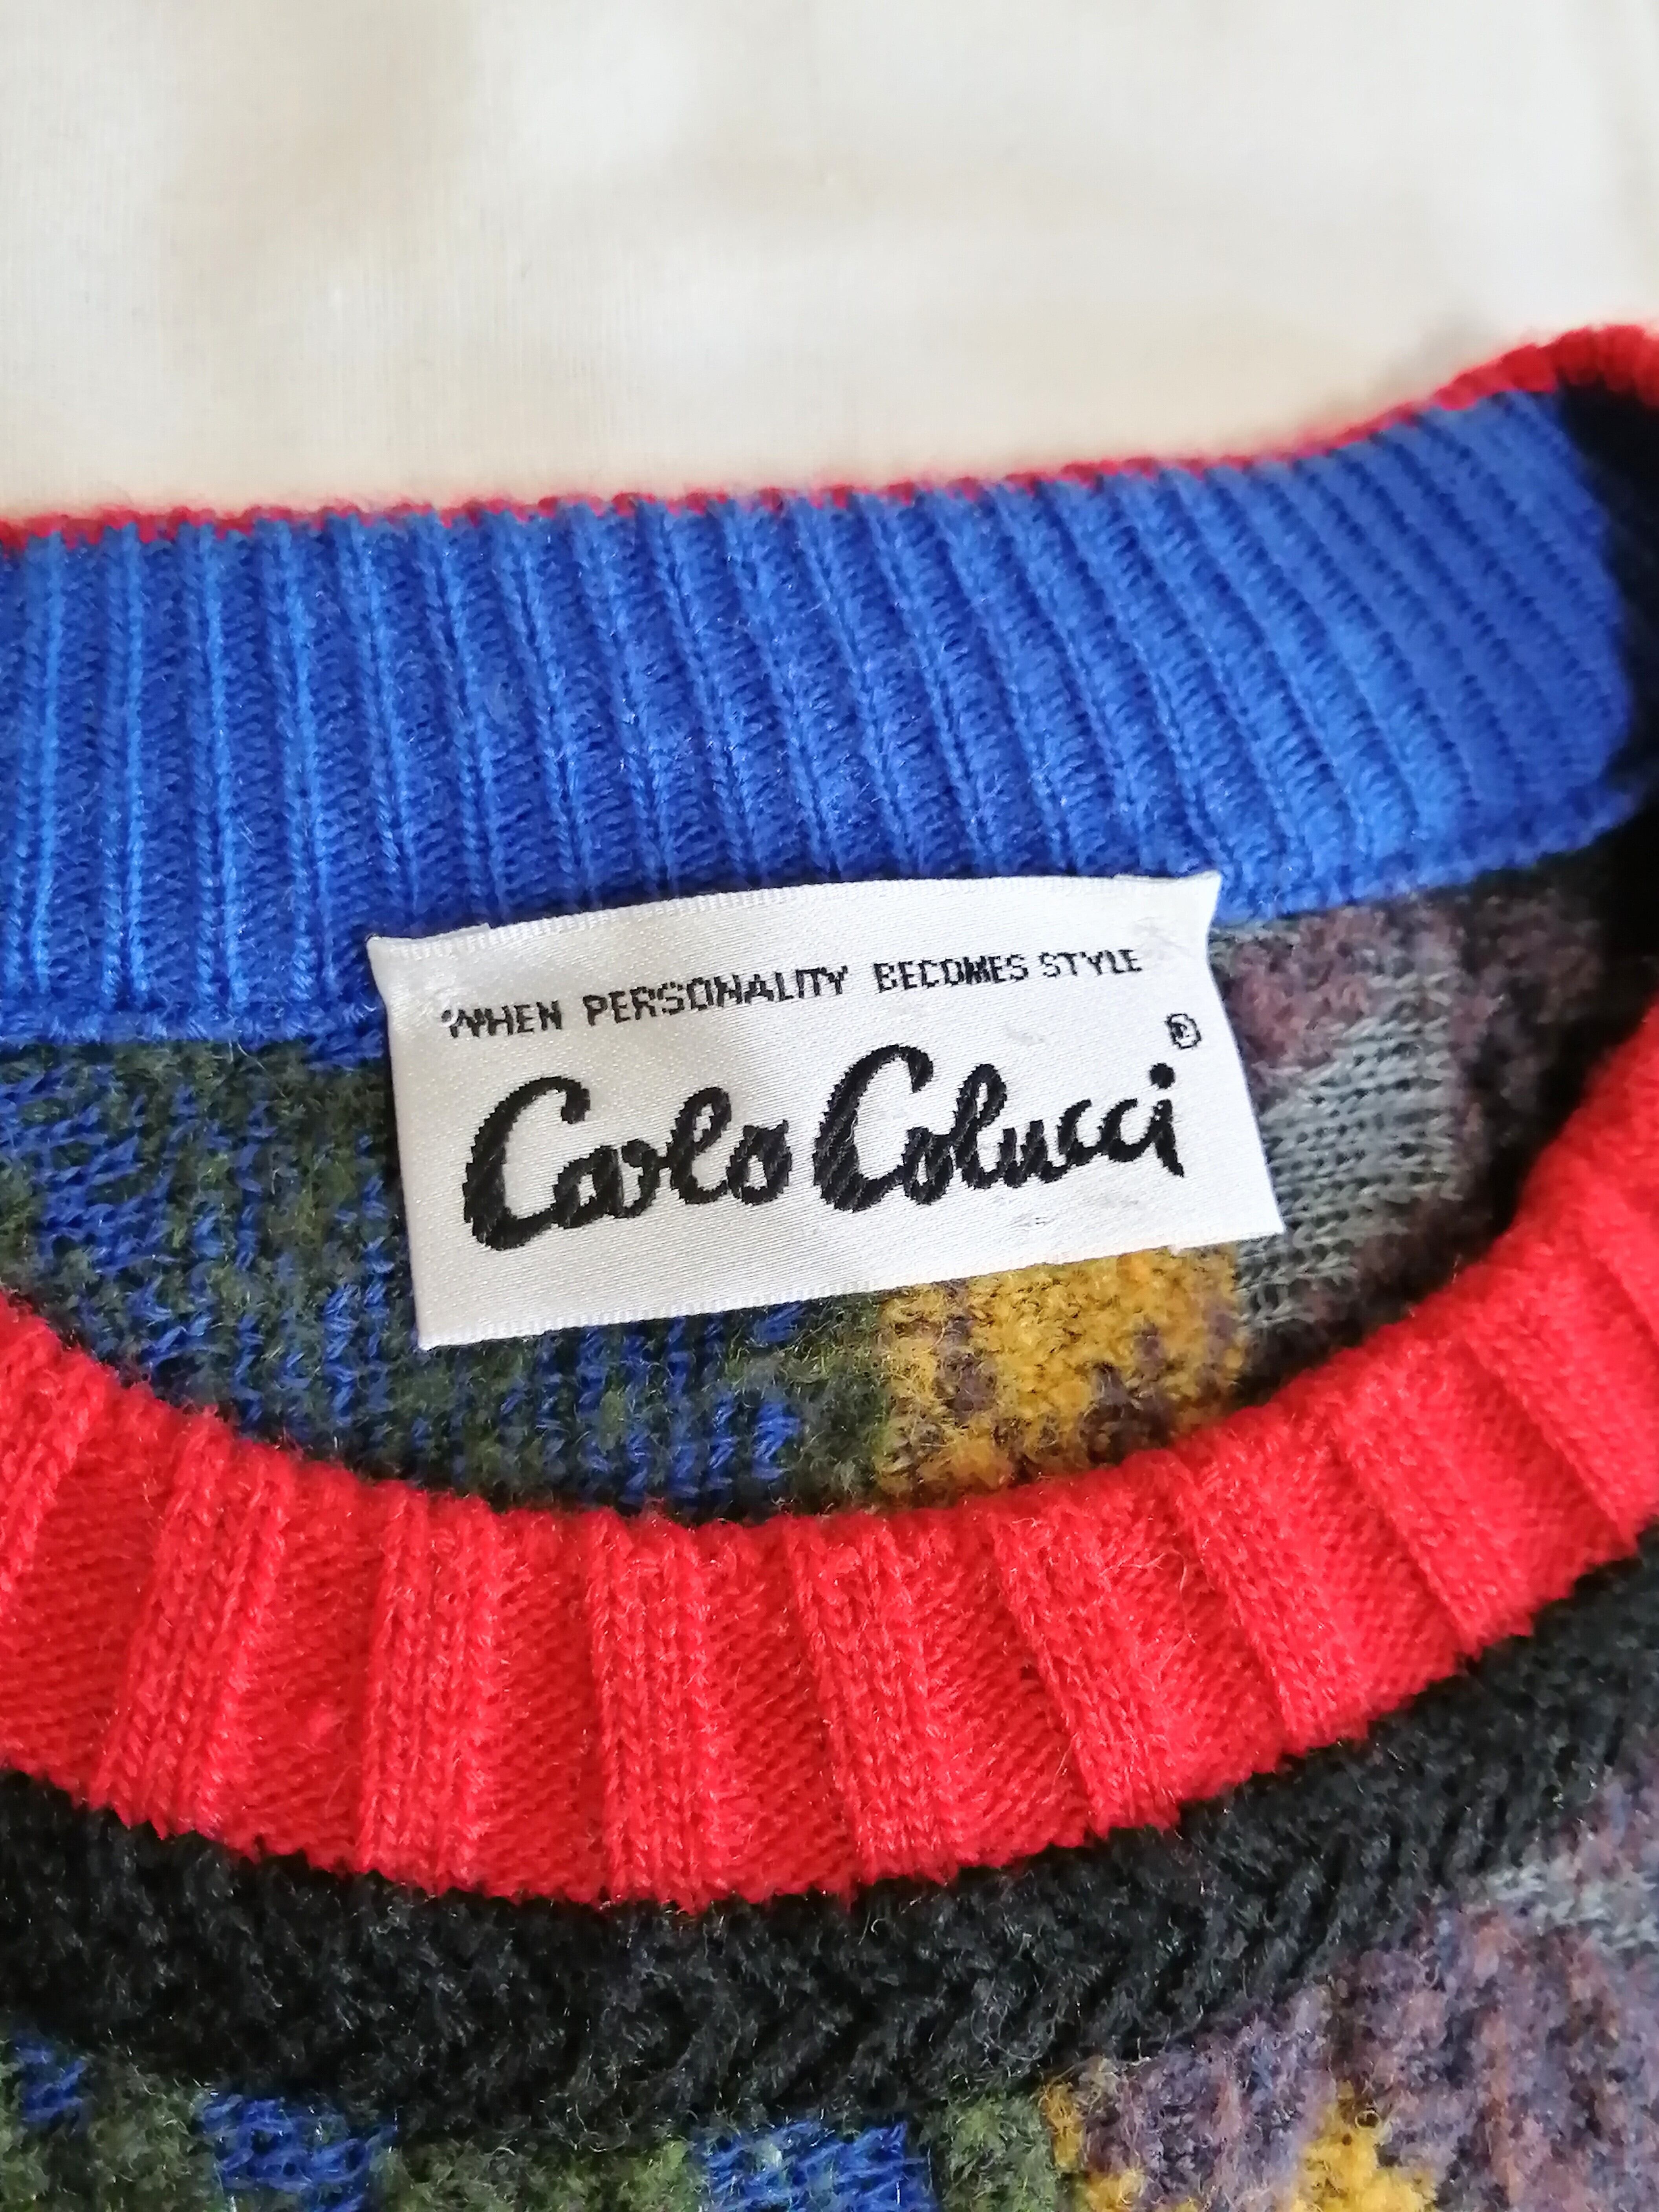 WHEN PERSONALITY BECOMES STYLE
Carlo Colucci ®